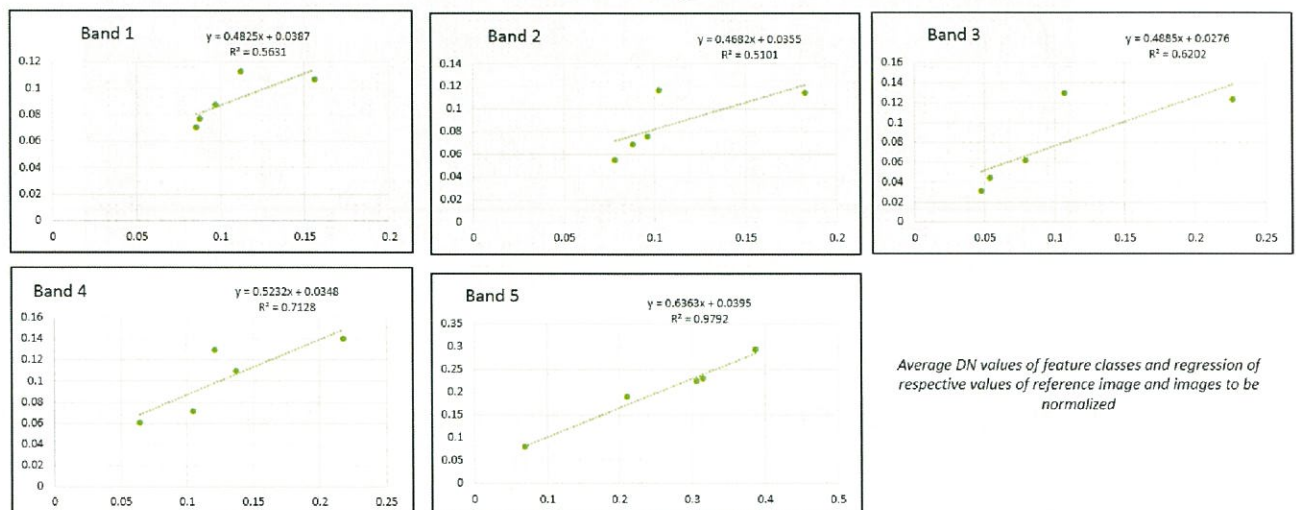 Band 1
y = 0.4825x + 0.0387
R² = 0.5631
0.12
0.1
0.08
0.06
0.04
0.02
0
0 0.05 0.1 0.15 0.2
Band 2
y = 0.4682x + 0.0355
R² = 0.5101
0.14
0.12
0.1
0.08
0.06
0.04
0.02
0
0 0.05 0.1 0.15 0.2
Band 3
y = 0.4885x + 0.0276
R² = 0.6202
0.16
0.14
0.12
0.1
0.08
0.06
0.04
0.02
0
0 0.05 0.1 0.15 0.2 0.25
Band 4
y = 0.5232x + 0.0348
R² = 0.7128
0.16
0.14
0.12
0.1
0.08
0.06
0.04
0.02
0
0 0.05 0.1 0.15 0.2 0.25
Band 5
y = 0.6363x + 0.0395
R² = 0.9792
0.35
0.3
0.25
0.2
0.15
0.1
0.05
0
0 0.1 0.2 0.3 0.4 0.5
Average DN values of feature classes and regression of
respective values of reference image and images to be
normalized